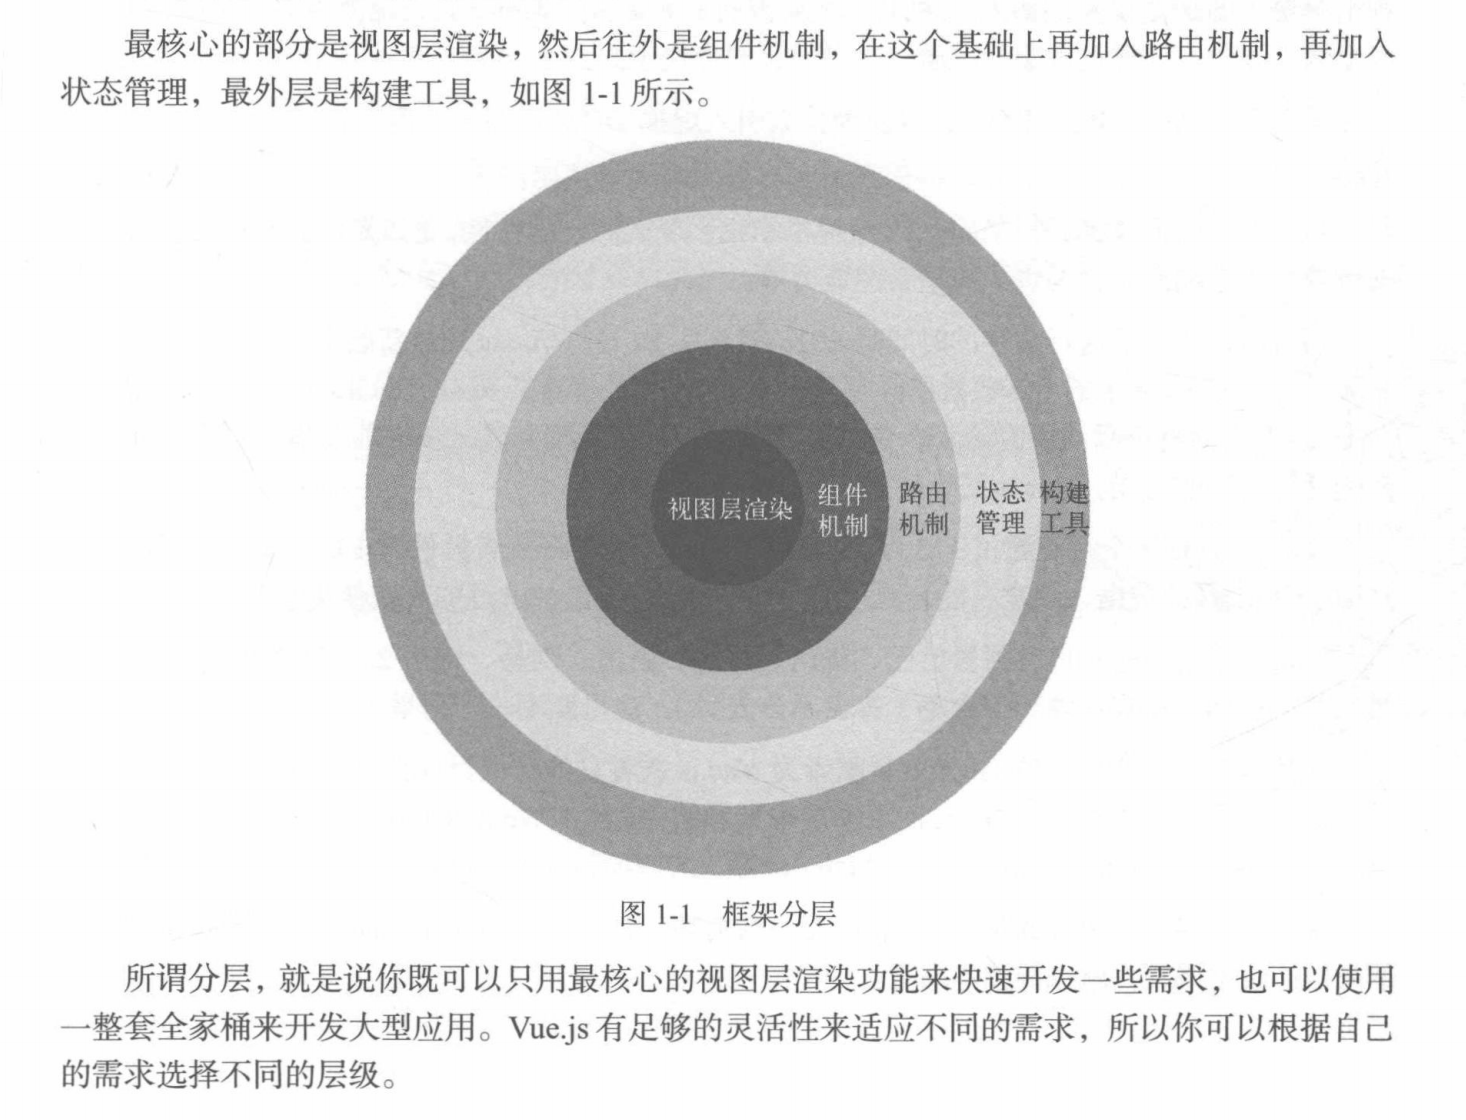 最核心的部分是视图层渲染，然后往外是组件机制，在这个基础上再加入路由机制，再加入
状态管理，最外层是构建工具，如图 1-1 所示。
视图层渲染
组件
机制
路由
机制
状态
管理
构建
工具
图 1-1　框架分层
所谓分层，就是说你既可以只用最核心的视图层渲染功能来快速开发一些需求，也可以使用
一整套全家桶来开发大型应用。Vue.js 有足够的灵活性来适应不同的需求，所以你可以根据自己
的需求选择不同的层级。